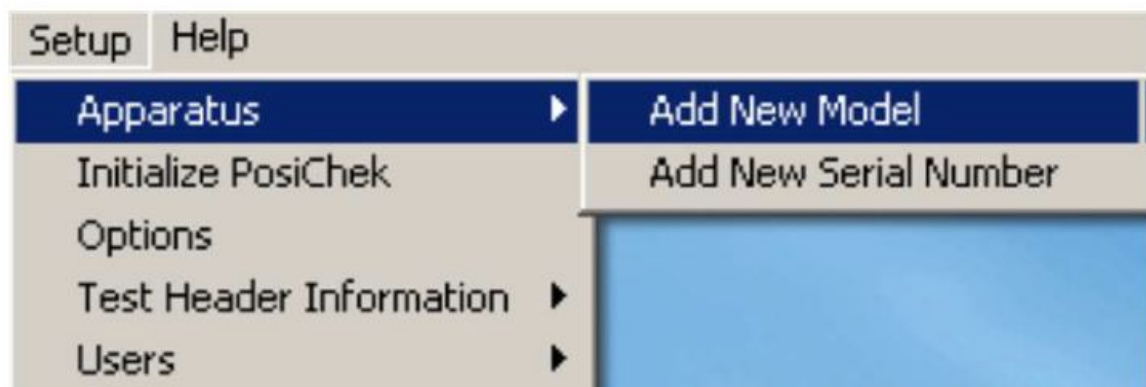 Setup Help
Apparatus
Add New Model
Initialize PosiChek
Add New Serial Number
Options
Test Header Information
Users